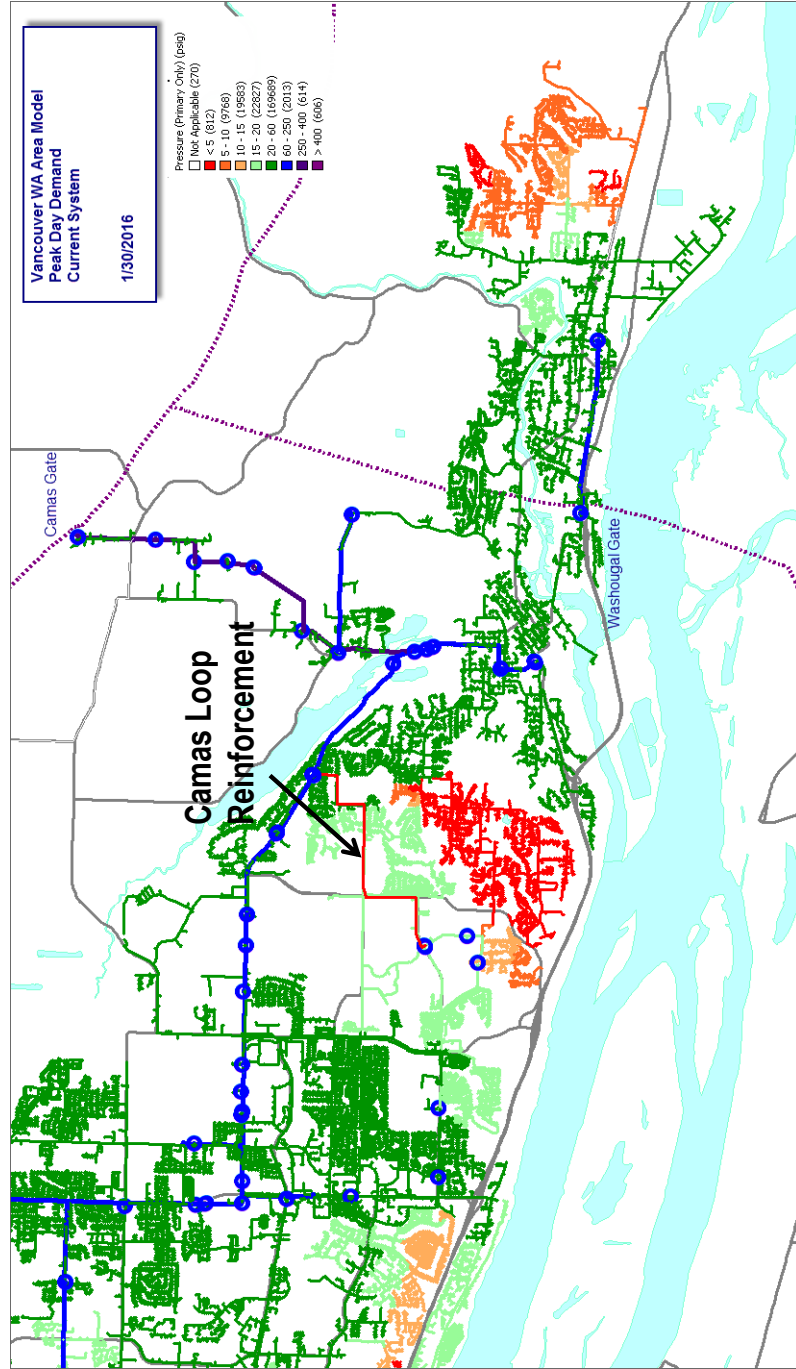 Vancouver WA Area Model
Peak Day Demand
Current System
1/30/2016
Pressure (Primary Only) (psig)
Not Applicable (270)
< 5 (812)
5 - 10 (9768)
10 - 15 (19583)
15 - 20 (22827)
20 - 60 (169689)
60 - 250 (2013)
250 - 400 (614)
> 400 (606)
Camas Gate
Camas Loop
Reinforcement
Washougal Gate